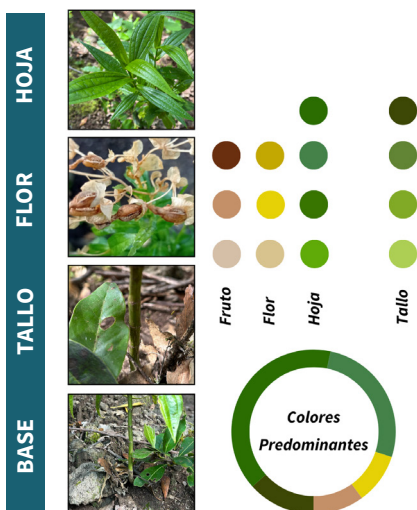 HOJA
FLOR
TALLO
BASE
Fruto
Flor
Hoja
Tallo
Colores
Predominantes